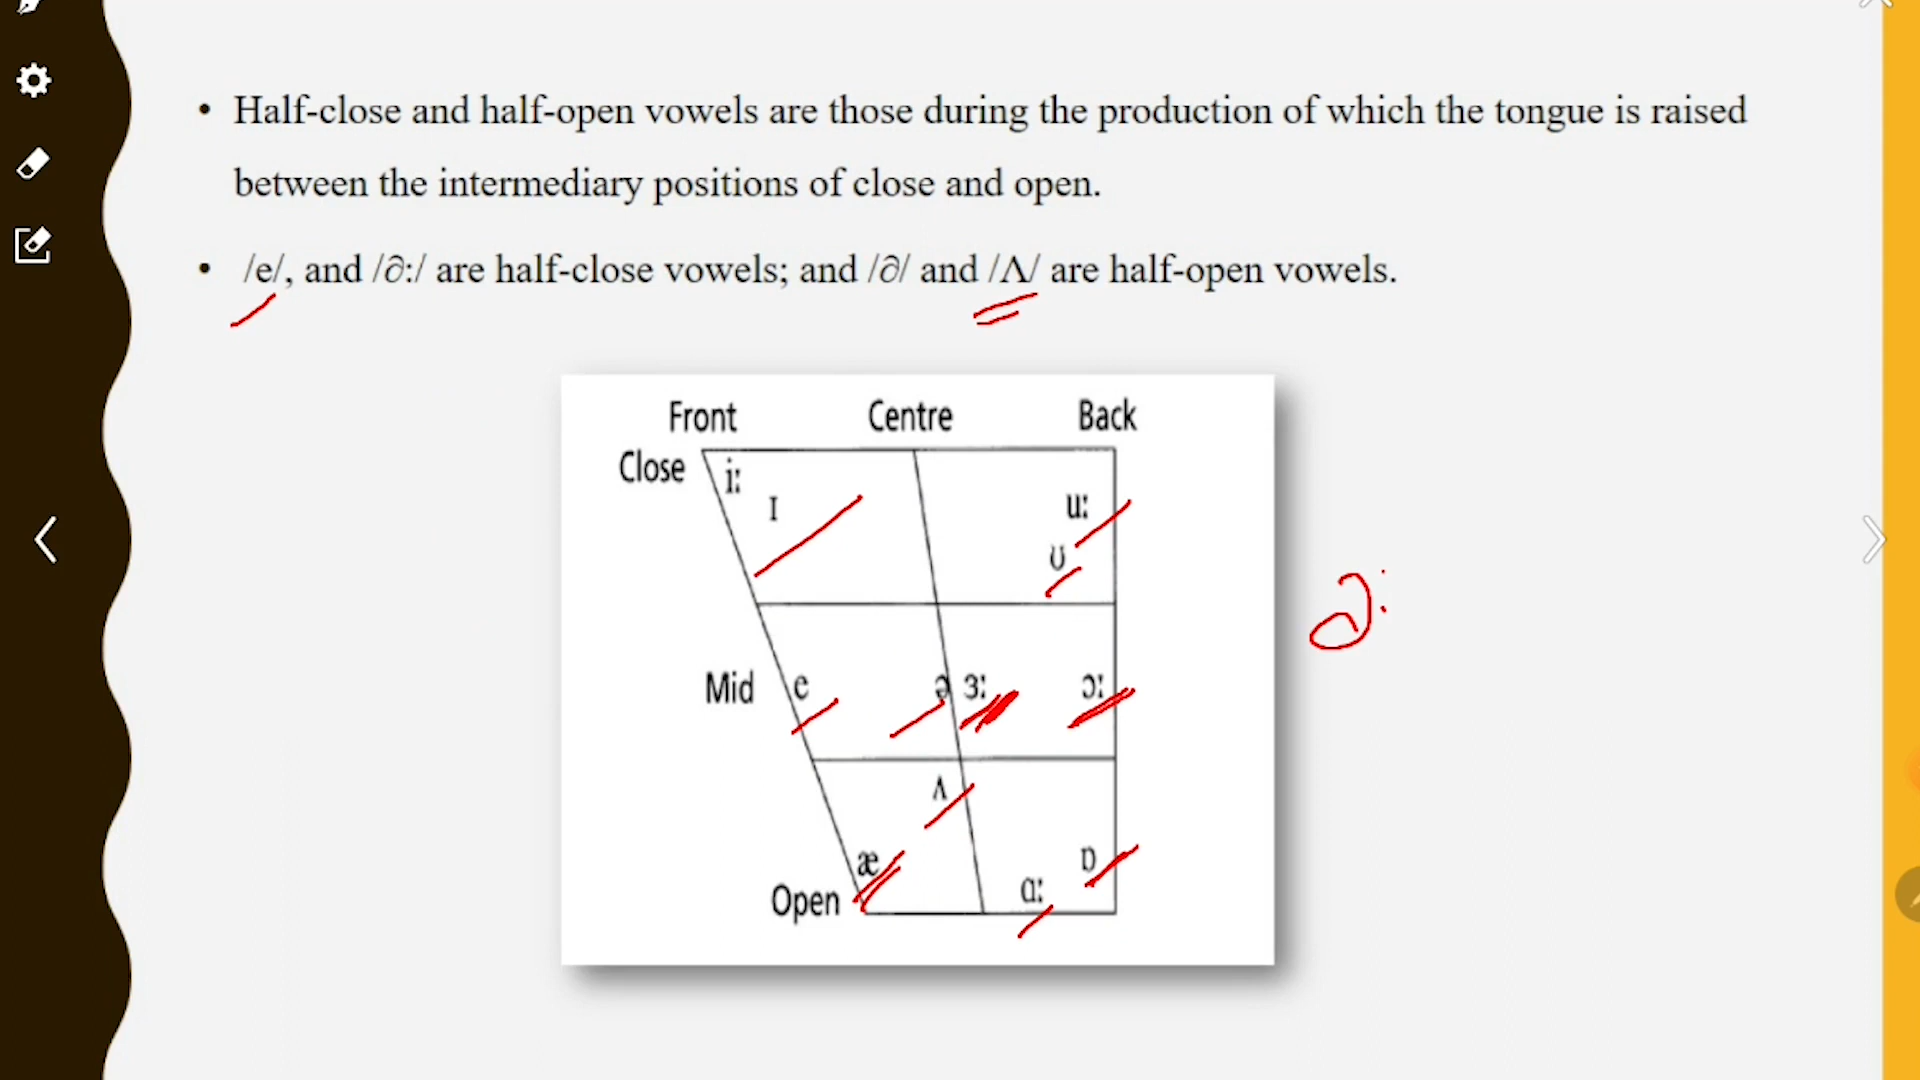 • Half-close and half-open vowels are those during the production of which the tongue is raised
between the intermediary positions of close and open.
• /e/, and /∂:/ are half-close vowels; and /∂/ and /Λ/ are half-open vowels.
Front Centre Back
Close i:
ɪ u:
ʊ
∂:
Mid e ə ɜ: ɔ:
ʌ
æ ɒ
Open ɑ: